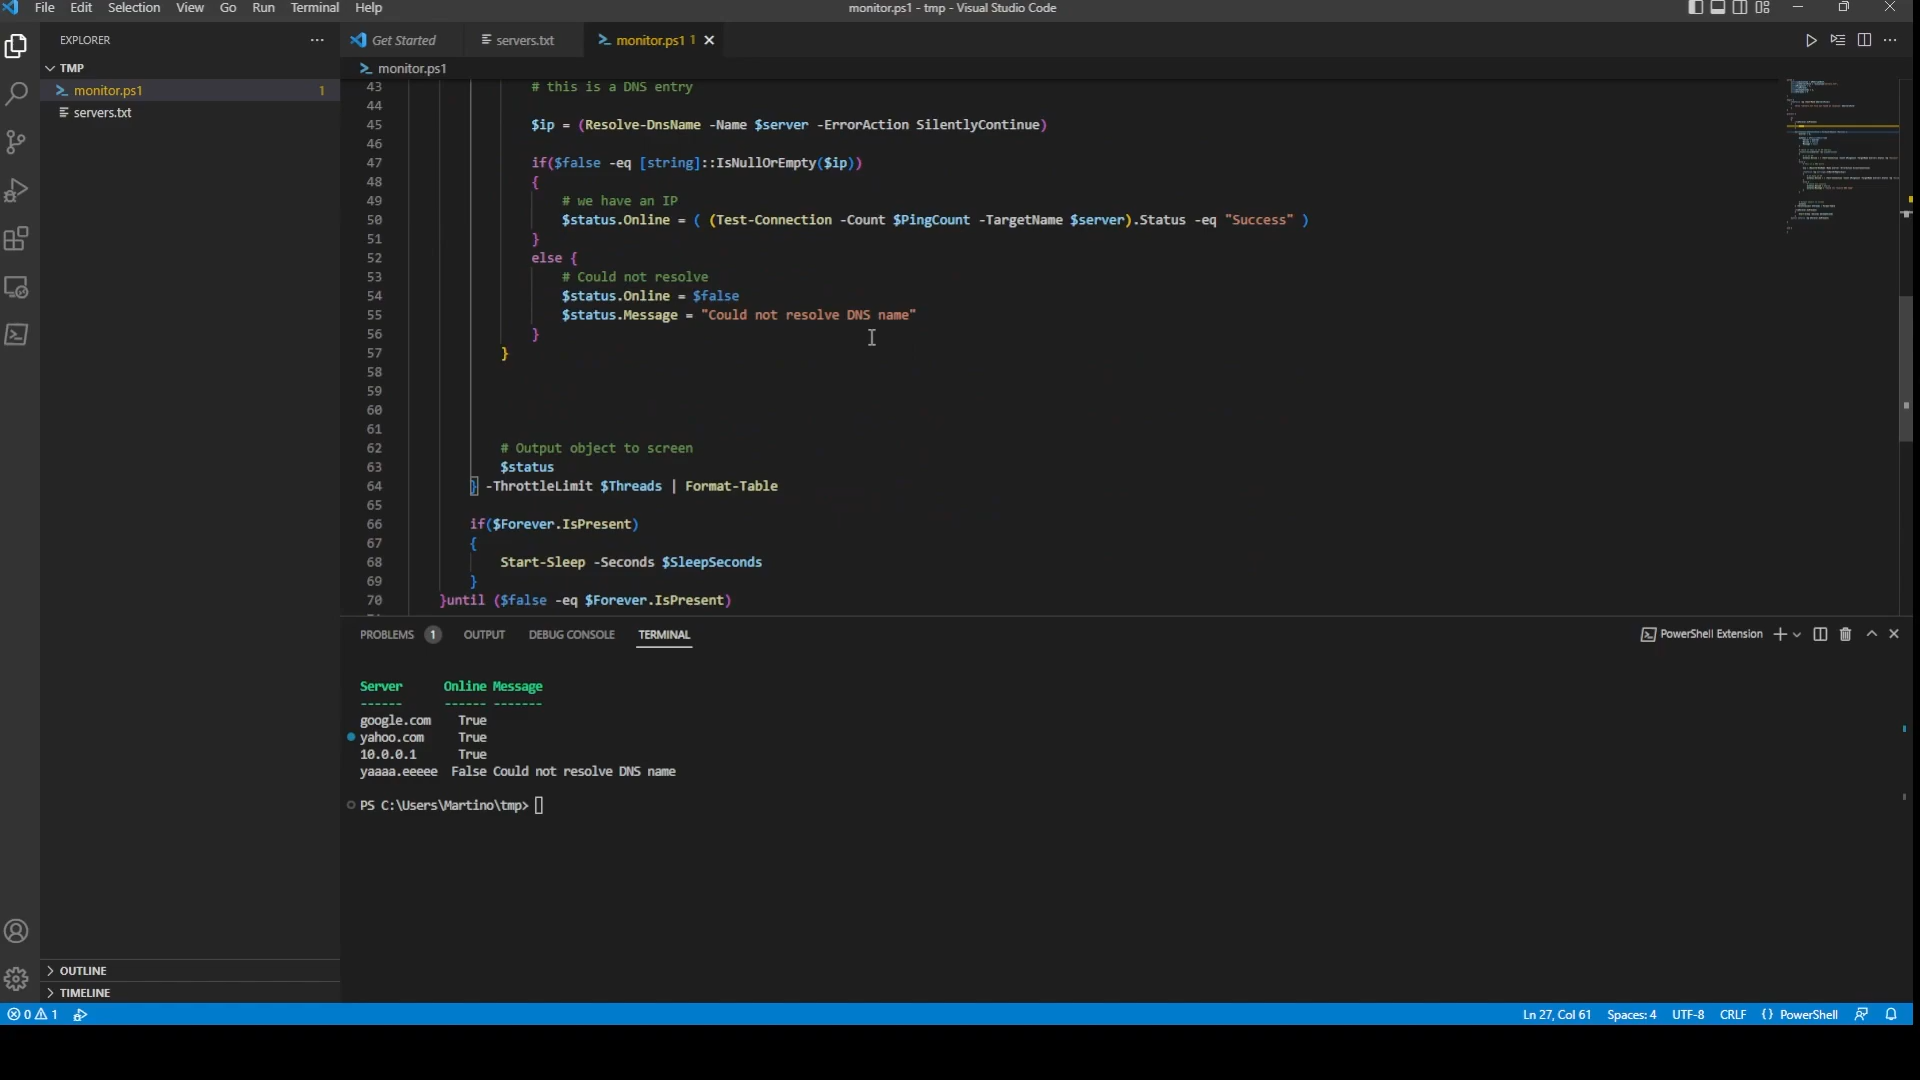 File Edit Selection View Go Run Terminal Help
monitor.ps1 - tmp - Visual Studio Code
EXPLORER
TMP
monitor.ps1 1
servers.txt
OUTLINE
TIMELINE
Get Started
servers.txt
monitor.ps1 1
monitor.ps1
43 # this is a DNS entry
44
45 $ip = (Resolve-DnsName -Name $server -ErrorAction SilentlyContinue)
46
47 if($false -eq [string]::IsNullOrEmpty($ip))
48 {
49 # we have an IP
50 $status.Online = ( (Test-Connection -Count $PingCount -TargetName $server).Status -eq "Success" )
51 }
52 else {
53 # Could not resolve
54 $status.Online = $false
55 $status.Message = "Could not resolve DNS name"
56 }
57 }
58
59
60
61
62 # Output object to screen
63 $status
64 } -ThrottleLimit $Threads | Format-Table
65
66 if($Forever.IsPresent)
67 {
68 Start-Sleep -Seconds $SleepSeconds
69 }
70 }until ($false -eq $Forever.IsPresent)
PROBLEMS 1 OUTPUT DEBUG CONSOLE TERMINAL
PowerShell Extension
Server Online Message
------ ------ -------
google.com True
yahoo.com True
10.0.0.1 True
yaaaa.eeeee False Could not resolve DNS name
PS C:\Users\Martino\tmp>
0 1
Ln 27, Col 61 Spaces: 4 UTF-8 CRLF {} PowerShell